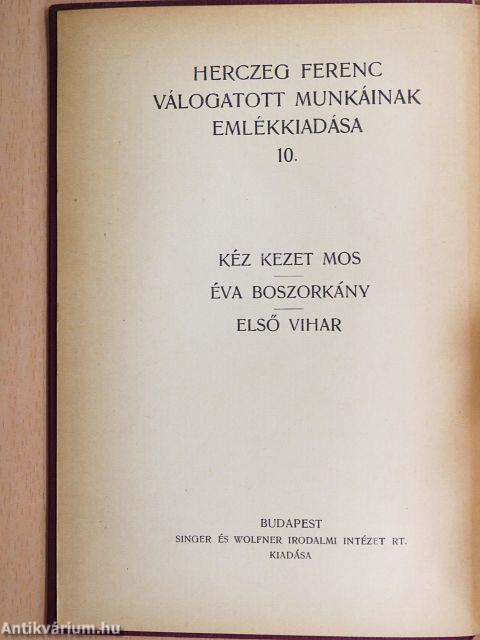 HERCZEG FERENC
VÁLOGATOTT MUNKÁINAK
EMLÉKKIADÁSA
10.
KÉZ KEZET MOS
ÉVA BOSZORKÁNY
ELSŐ VIHAR
BUDAPEST
SINGER ÉS WOLFNER IRODALMI INTÉZET RT.
KIADÁSA
Antikvárium.hu